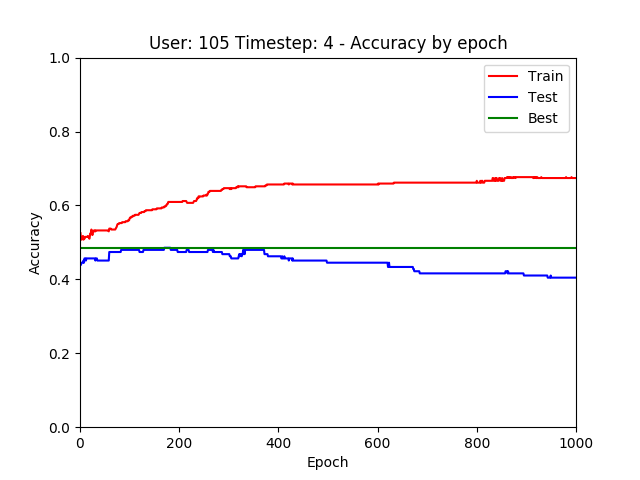 User: 105 Timestep: 4 - Accuracy by epoch
Train
Test
Best
Accuracy
1.0
0.8
0.6
0.4
0.2
0.0
0 200 400 600 800 1000
Epoch